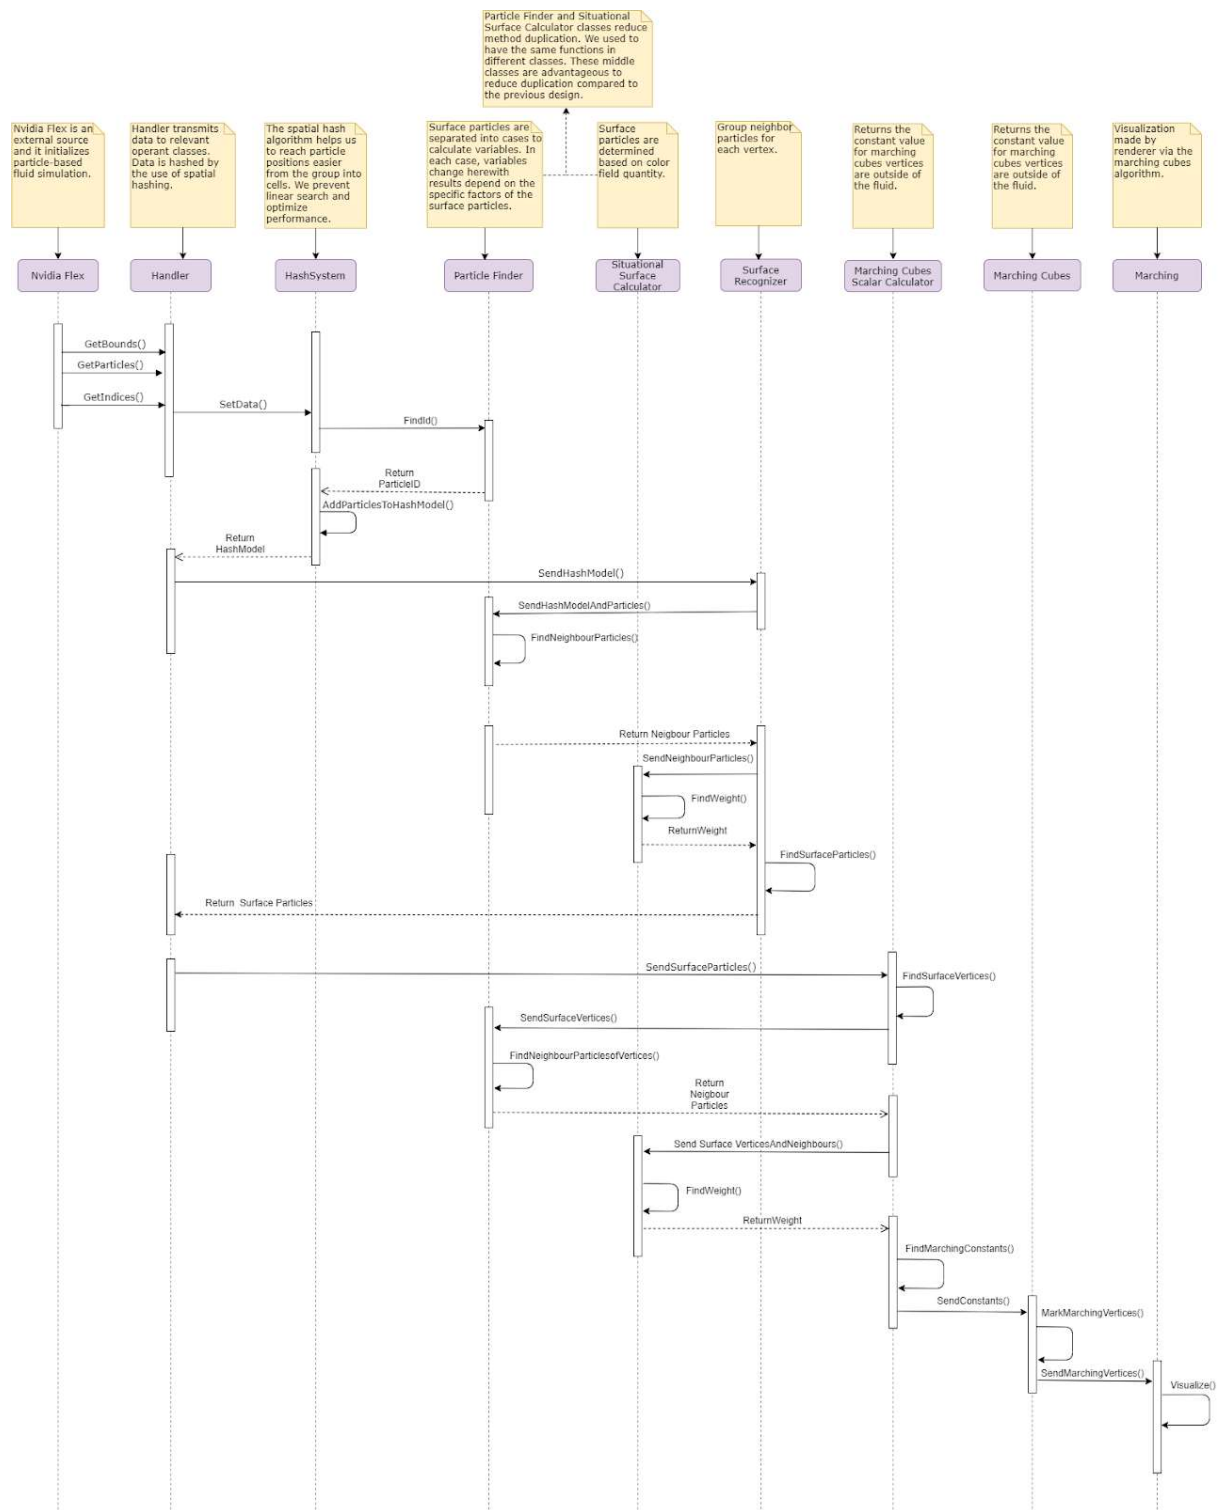 Particle Finder and Situational
Surface Calculator classes reduce
method duplication. We used to
have the same functions in
different classes. These middle
classes are advantageous to
reduce duplication compared to
the previous design.
Nvidia Flex is an
external source
and it initializes
particle-based
fluid simulation.
Handler transmits
data to relevant
operant classes.
Data is hashed by
the use of spatial
hashing.
The spatial hash
algorithm helps us
to reach particle
positions easier
from the group into
cells. We prevent
linear search and
optimize
performance.
Surface particles are
separated into cases to
calculate variables. In
each case, variables
change herewith
results depend on the
specific factors of the
surface particles.
Surface
particles are
determined
based on color
field quantity.
Group neighbor
particles for
each vertex.
Returns the
constant value
for marching
cubes vertices
are outside of
the fluid.
Returns the
constant value
for marching
cubes vertices
are outside of
the fluid.
Visualization
made by
renderer via the
marching cubes
algorithm.
Nvidia Flex
Handler
HashSystem
Particle Finder
Situational
Surface
Calculator
Surface
Recognizer
Marching Cubes
Scalar Calculator
Marching Cubes
Marching
GetBounds()
GetParticles()
GetIndices()
SetData()
FindId()
Return
ParticleID
AddParticlesToHashModel()
Return
HashModel
SendHashModel()
SendHashModelAndParticles()
FindNeighbourParticles()
Return Neigbour Particles
SendNeighbourParticles()
FindWeight()
ReturnWeight
FindSurfaceParticles()
Return Surface Particles
SendSurfaceParticles()
FindSurfaceVertices()
SendSurfaceVertices()
FindNeighbourParticlesofVertices()
Return
Neigbour
Particles
Send Surface VerticesAndNeighbours()
FindWeight()
ReturnWeight
FindMarchingConstants()
SendConstants()
MarkMarchingVertices()
SendMarchingVertices()
Visualize()